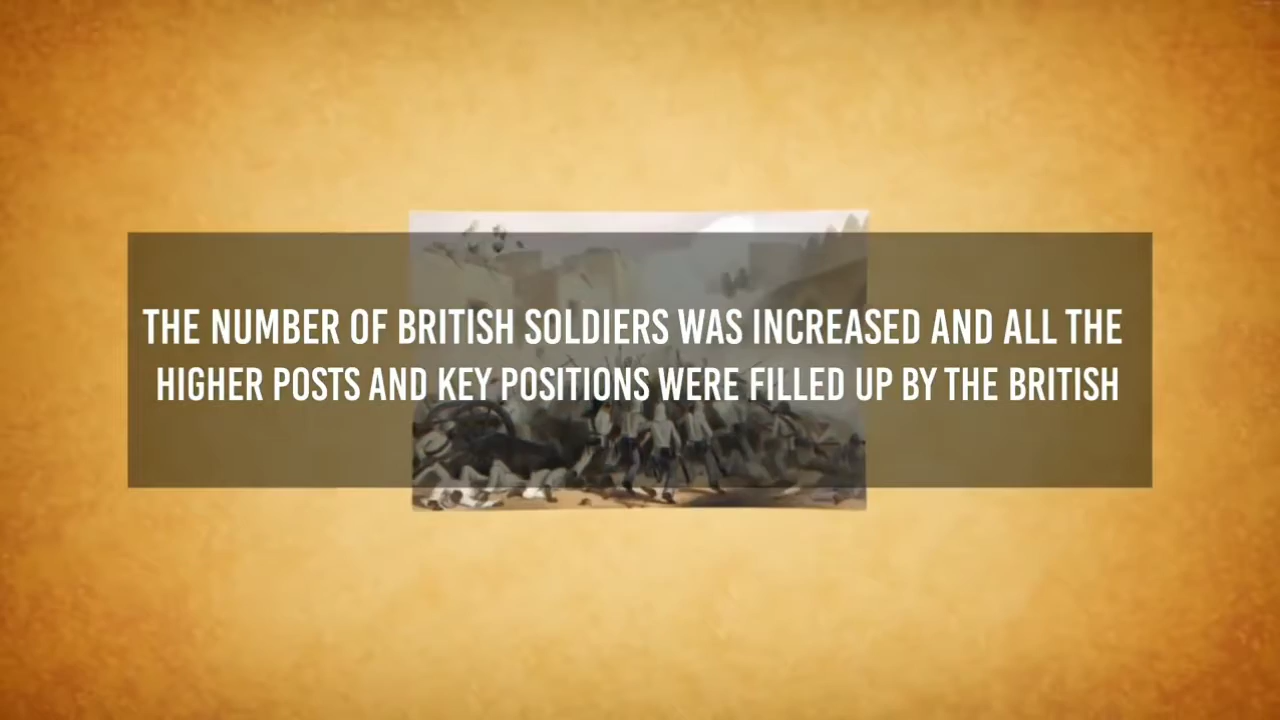 THE NUMBER OF BRITISH SOLDIERS WAS INCREASED AND ALL THE
HIGHER POSTS AND KEY POSITIONS WERE FILLED UP BY THE BRITISH